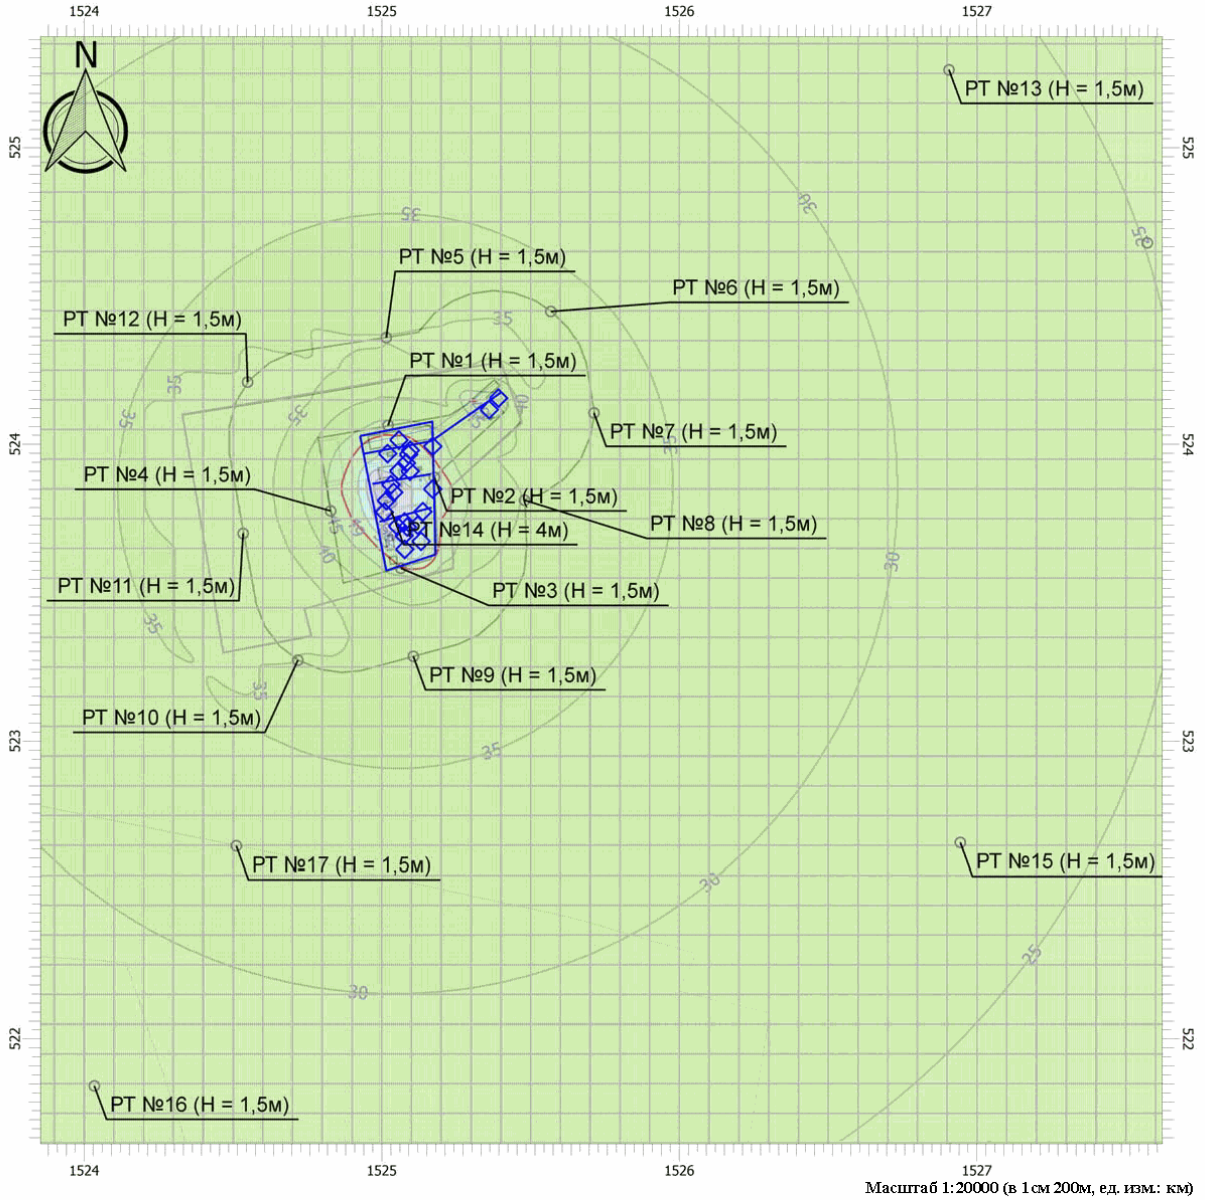 1524 1525 1526 1527
N
РТ №13 (H = 1,5м)
525 525
30
35
35
РТ №5 (H = 1,5м)
РТ №6 (H = 1,5м)
РТ №12 (H = 1,5м)
35
РТ №1 (H = 1,5м)
35
40
35
35
РТ №7 (H = 1,5м)
524 524
35
РТ №4 (H = 1,5м)
РТ №2 (H = 1,5м)
РТ №8 (H = 1,5м)
РТ №14 (H = 4м)
45
40
30
РТ №11 (H = 1,5м)
РТ №3 (H = 1,5м)
35
РТ №9 (H = 1,5м)
35
РТ №10 (H = 1,5м)
523 523
35
РТ №17 (H = 1,5м)
РТ №15 (H = 1,5м)
30
25
30
522 522
РТ №16 (H = 1,5м)
1524 1525 1526 1527
Масштаб 1:20000 (в 1см 200м, ед. изм.: км)